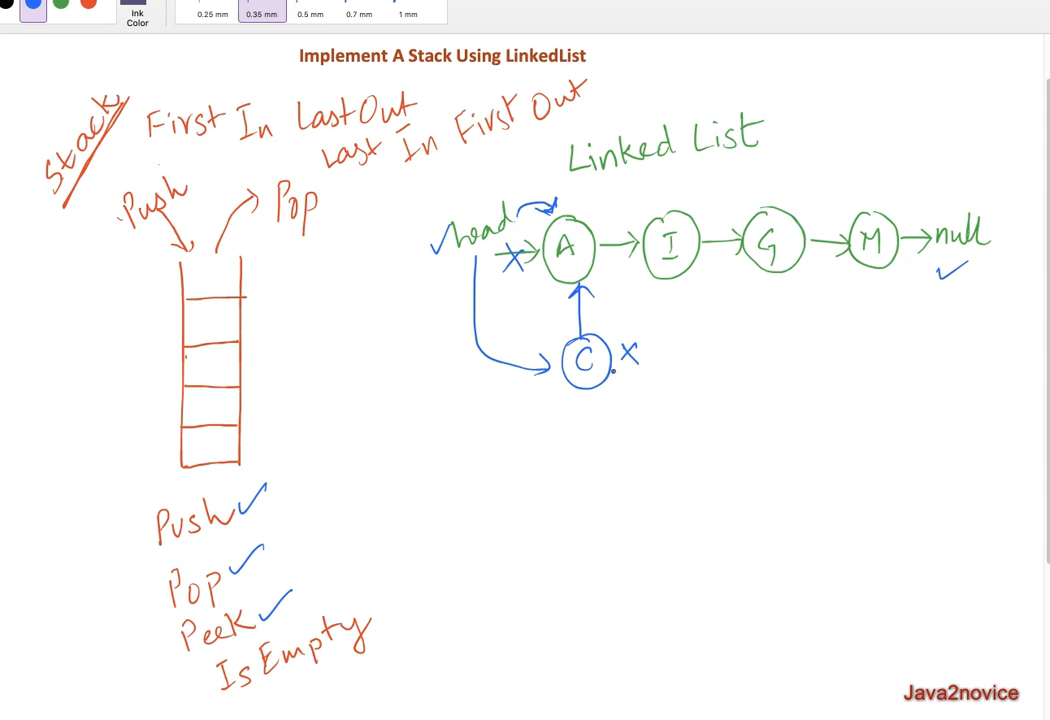 Ink
Color
0.25 mm
0.35 mm
0.5 mm
0.7 mm
1 mm
Implement A Stack Using LinkedList
Stack
First In Last Out
Last In First Out
Linked List
Push
Pop
head
A
I
G
M
null
C
X
Push
Pop
Peek
IsEmpty
Java2novice